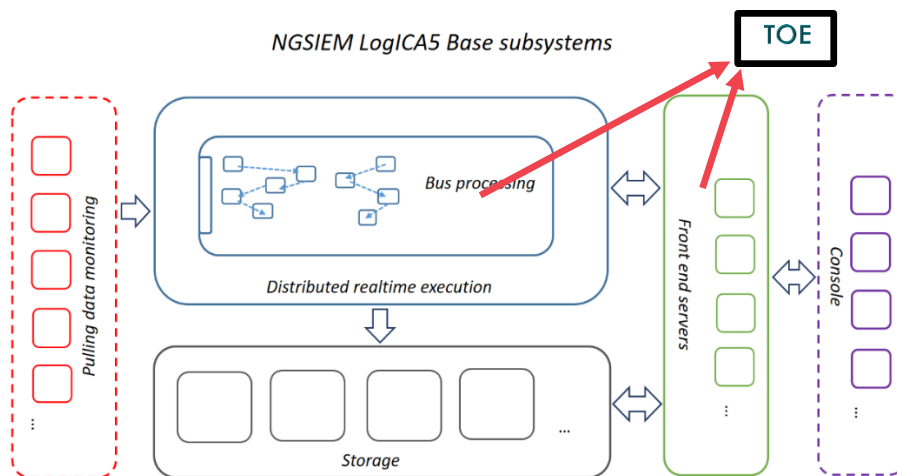 NGSIEM LogICA5 Base subsystems
TOE
Pulling data monitoring
...
Bus processing
Distributed realtime execution
Front end servers
...
Console
...
...
Storage